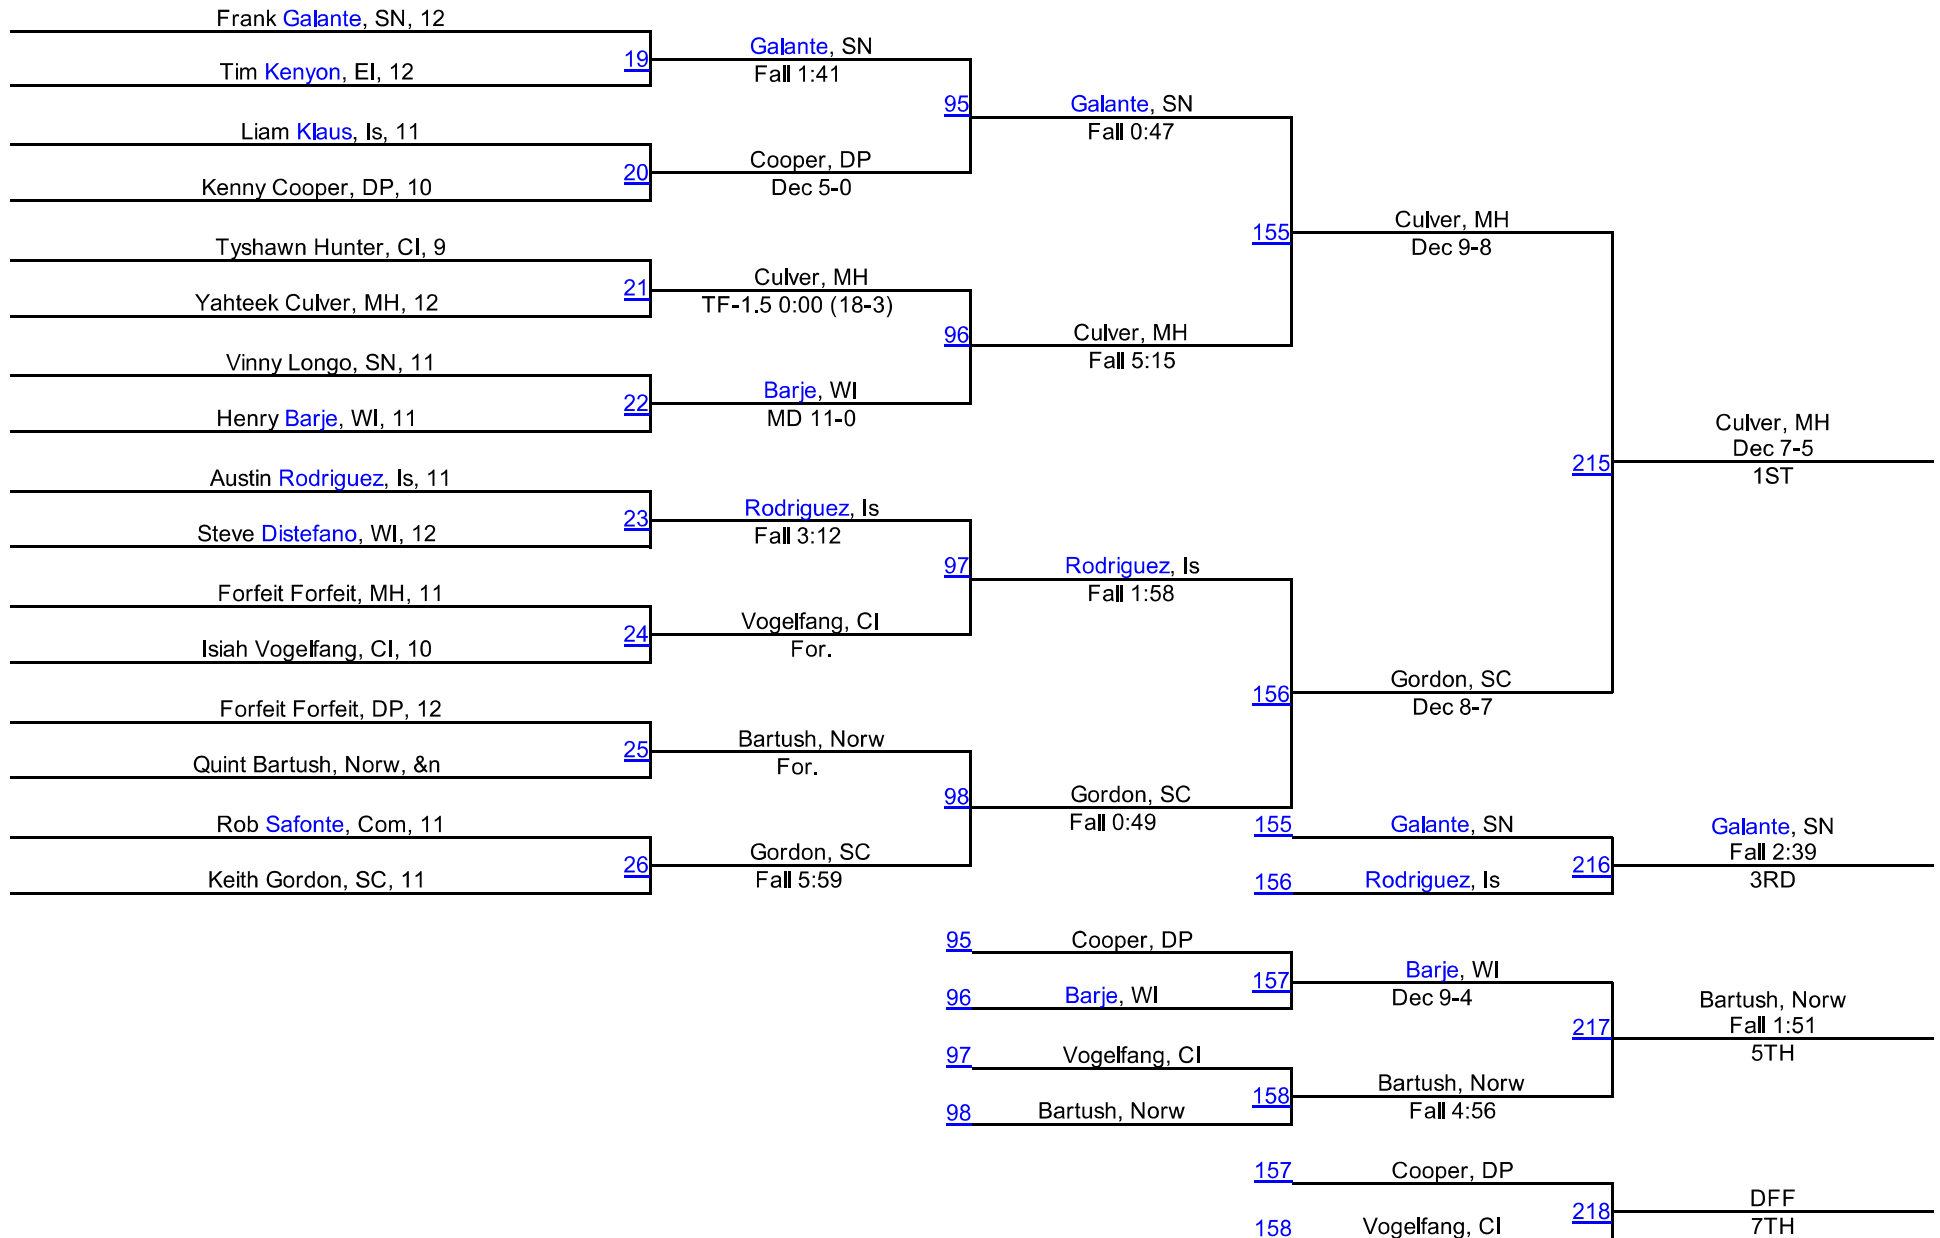 Frank Galante, SN, 12
19
Tim Kenyon, EI, 12
Galante, SN
Fall 1:41
95
Galante, SN
Fall 0:47
Liam Klaus, Is, 11
20
Kenny Cooper, DP, 10
Cooper, DP
Dec 5-0
155
Culver, MH
Dec 9-8
Tyshawn Hunter, CI, 9
21
Yahteek Culver, MH, 12
Culver, MH
TF-1.5 0:00 (18-3)
96
Culver, MH
Fall 5:15
Vinny Longo, SN, 11
22
Henry Barje, WI, 11
Barje, WI
MD 11-0
215
Culver, MH
Dec 7-5
1ST
Austin Rodriguez, Is, 11
23
Steve Distefano, WI, 12
Rodriguez, Is
Fall 3:12
97
Rodriguez, Is
Fall 1:58
Forfeit Forfeit, MH, 11
24
Isiah Vogelfang, CI, 10
Vogelfang, CI
For.
156
Gordon, SC
Dec 8-7
Forfeit Forfeit, DP, 12
25
Quint Bartush, Norw, &n
Bartush, Norw
For.
98
Gordon, SC
Fall 0:49
Rob Safonte, Com, 11
26
Keith Gordon, SC, 11
Gordon, SC
Fall 5:59
155
Galante, SN
156
Rodriguez, Is
216
Galante, SN
Fall 2:39
3RD
95
Cooper, DP
96
Barje, WI
157
Barje, WI
Dec 9-4
97
Vogelfang, CI
98
Bartush, Norw
158
Bartush, Norw
Fall 4:56
217
Bartush, Norw
Fall 1:51
5TH
157
Cooper, DP
158
Vogelfang, CI
218
DFF
7TH